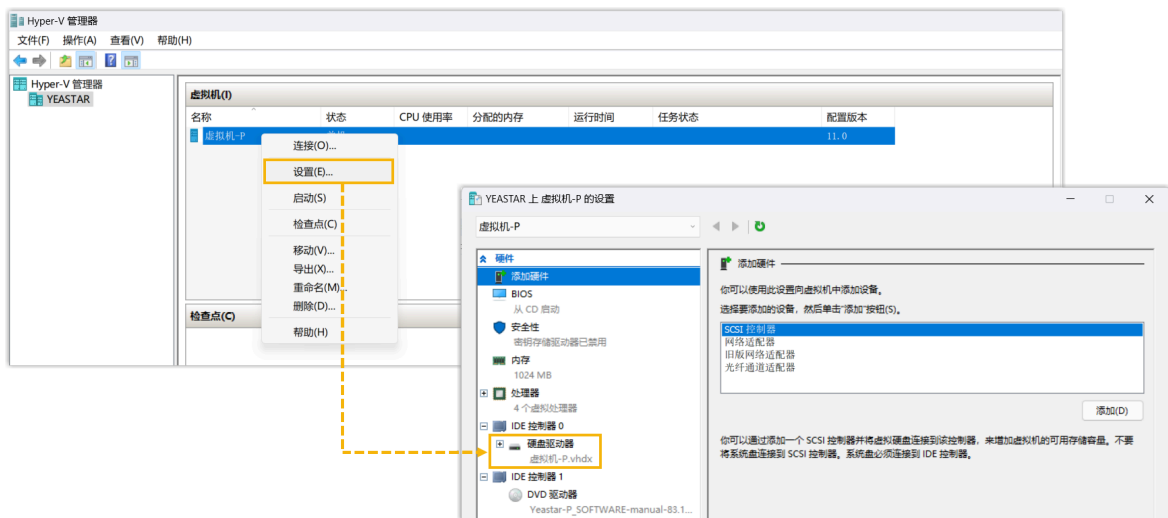 Hyper-V 管理器
文件(F) 操作(A) 查看(V) 帮助(H)
Hyper-V 管理器
YEASTAR
虚拟机(I)
名称 状态 CPU 使用率 分配的内存 运行时间 任务状态 配置版本
虚拟机-P 11.0
连接(O)...
设置(E)...
启动(S)
检查点(C)
移动(V)...
导出(X)...
重命名(M)...
删除(D)...
帮助(H)
检查点(C)
YEASTAR 上 虚拟机-P 的设置
虚拟机-P
硬件
添加硬件
BIOS
从 CD 启动
安全性
密钥存储驱动器已禁用
内存
1024 MB
处理器
4 个虚拟处理器
IDE 控制器 0
硬盘驱动器
虚拟机-P.vhdx
IDE 控制器 1
DVD 驱动器
Yeastar-P_SOFTWARE-manual-83.1...
添加硬件
你可以使用此设置向虚拟机中添加设备。
选择要添加的设备，然后单击"添加"按钮(S)。
SCSI 控制器
网络适配器
旧版网络适配器
光纤通道适配器
添加(D)
你可以通过添加一个 SCSI 控制器并将虚拟硬盘连接到该控制器，来增加虚拟机的可用存储容量。不要
将系统盘连接到 SCSI 控制器。系统盘必须连接到 IDE 控制器。